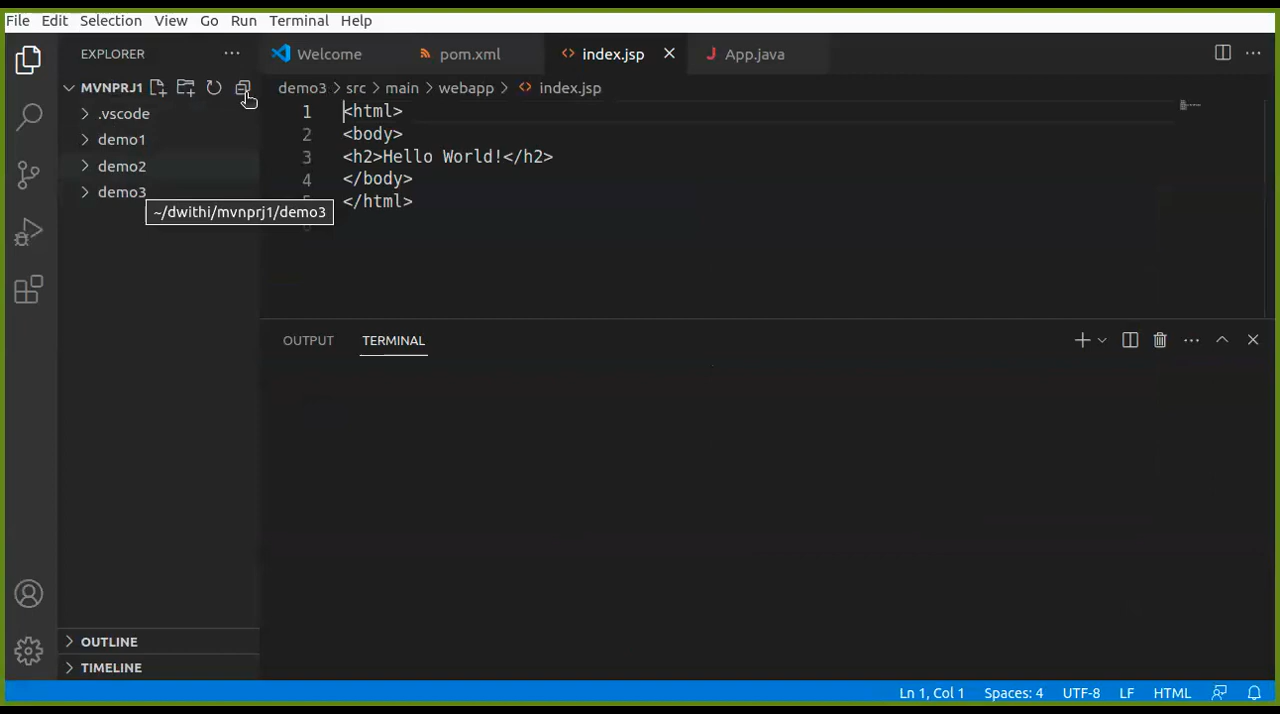 File Edit Selection View Go Run Terminal Help
EXPLORER
MVNPRJ1
.vscode
demo1
demo2
demo3
~/dwithi/mvnprj1/demo3
OUTLINE
TIMELINE
Welcome pom.xml index.jsp App.java
demo3 > src > main > webapp > index.jsp
1 <html>
2 <body>
3 <h2>Hello World!</h2>
4 </body>
5 </html>
6
OUTPUT TERMINAL
Ln 1, Col 1 Spaces: 4 UTF-8 LF HTML